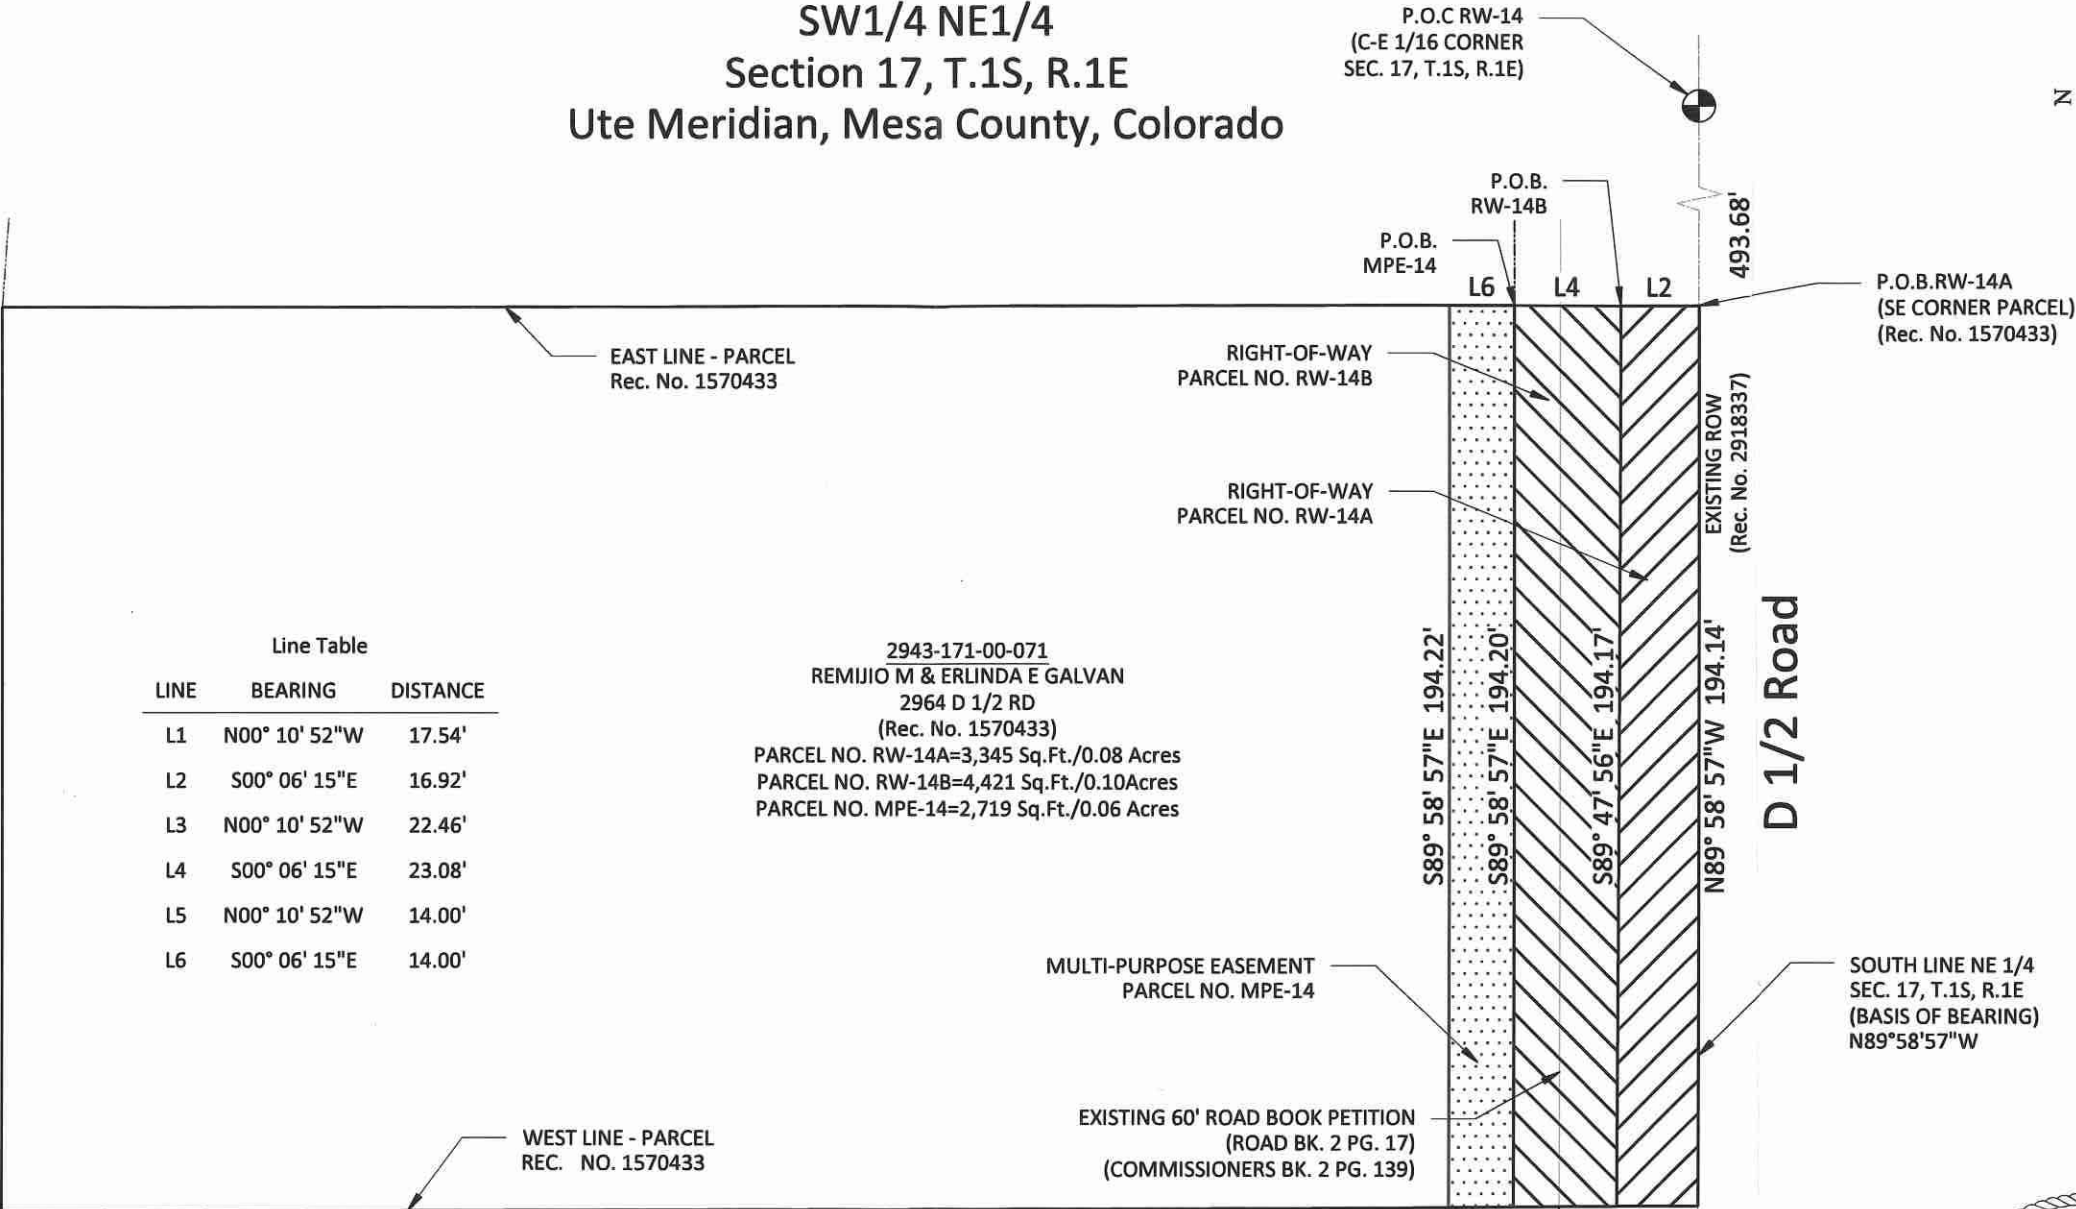 SW1/4 NE1/4
Section 17, T.1S, R.1E
Ute Meridian, Mesa County, Colorado
P.O.C RW-14
(C-E 1/16 CORNER
SEC. 17, T.1S, R.1E)
N
P.O.B.
RW-14B
P.O.B.
MPE-14
493.68'
L6 L4 L2
P.O.B.RW-14A
(SE CORNER PARCEL)
(Rec. No. 1570433)
EAST LINE - PARCEL
Rec. No. 1570433
RIGHT-OF-WAY
PARCEL NO. RW-14B
EXISTING ROW
(Rec. No. 2918337)
RIGHT-OF-WAY
PARCEL NO. RW-14A
Line Table
LINE BEARING DISTANCE
L1 N00° 10' 52"W 17.54'
L2 S00° 06' 15"E 16.92'
L3 N00° 10' 52"W 22.46'
L4 S00° 06' 15"E 23.08'
L5 N00° 10' 52"W 14.00'
L6 S00° 06' 15"E 14.00'
2943-171-00-071
REMIJIO M & ERLINDA E GALVAN
2964 D 1/2 RD
(Rec. No. 1570433)
PARCEL NO. RW-14A=3,345 Sq.Ft./0.08 Acres
PARCEL NO. RW-14B=4,421 Sq.Ft./0.10Acres
PARCEL NO. MPE-14=2,719 Sq.Ft./0.06 Acres
S89° 58' 57"E 194.22'
S89° 58' 57"E 194.20'
S89° 47' 56"E 194.17'
N89° 58' 57"W 194.14'
D 1/2 Road
MULTI-PURPOSE EASEMENT
PARCEL NO. MPE-14
SOUTH LINE NE 1/4
SEC. 17, T.1S, R.1E
(BASIS OF BEARING)
N89°58'57"W
EXISTING 60' ROAD BOOK PETITION
(ROAD BK. 2 PG. 17)
(COMMISSIONERS BK. 2 PG. 139)
WEST LINE - PARCEL
REC. NO. 1570433